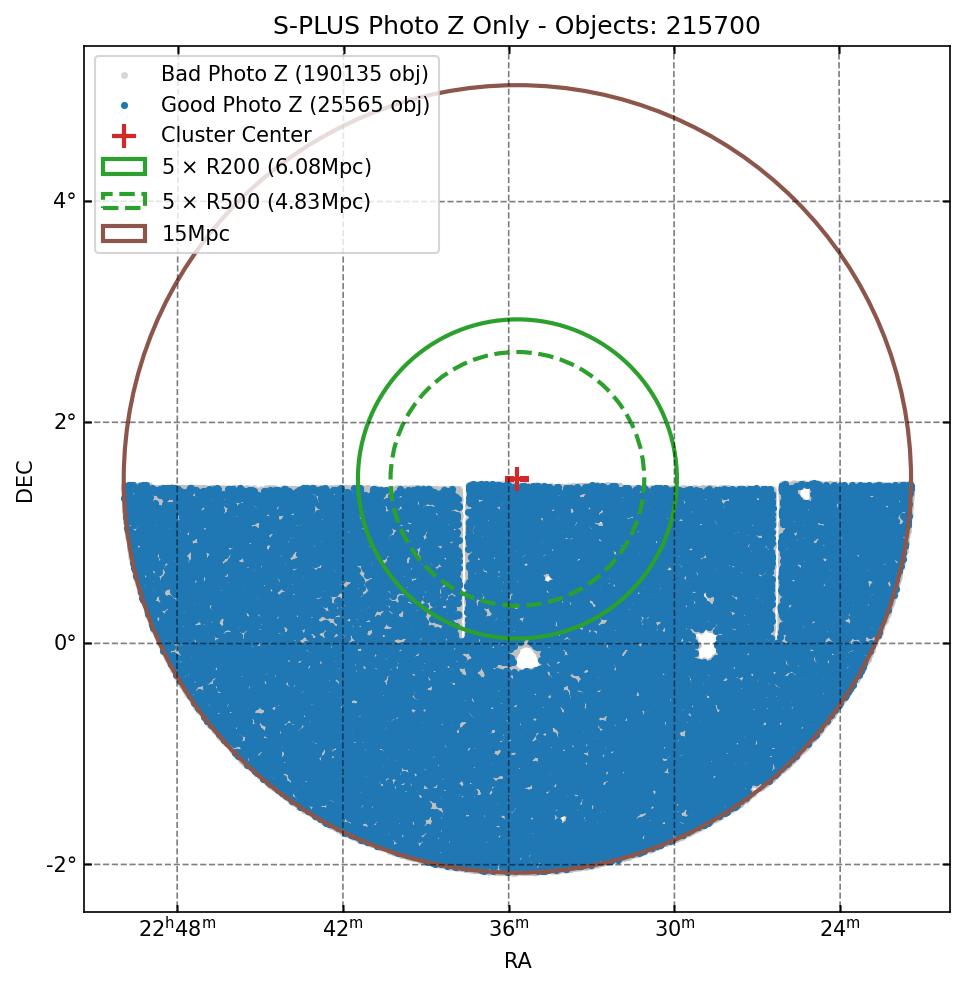 S-PLUS Photo Z Only - Objects: 215700
Bad Photo Z (190135 obj)
Good Photo Z (25565 obj)
Cluster Center
5 × R200 (6.08Mpc)
5 × R500 (4.83Mpc)
15Mpc
4°
2°
0°
-2°
DEC
22ʰ48ᵐ 42ᵐ 36ᵐ 30ᵐ 24ᵐ
RA